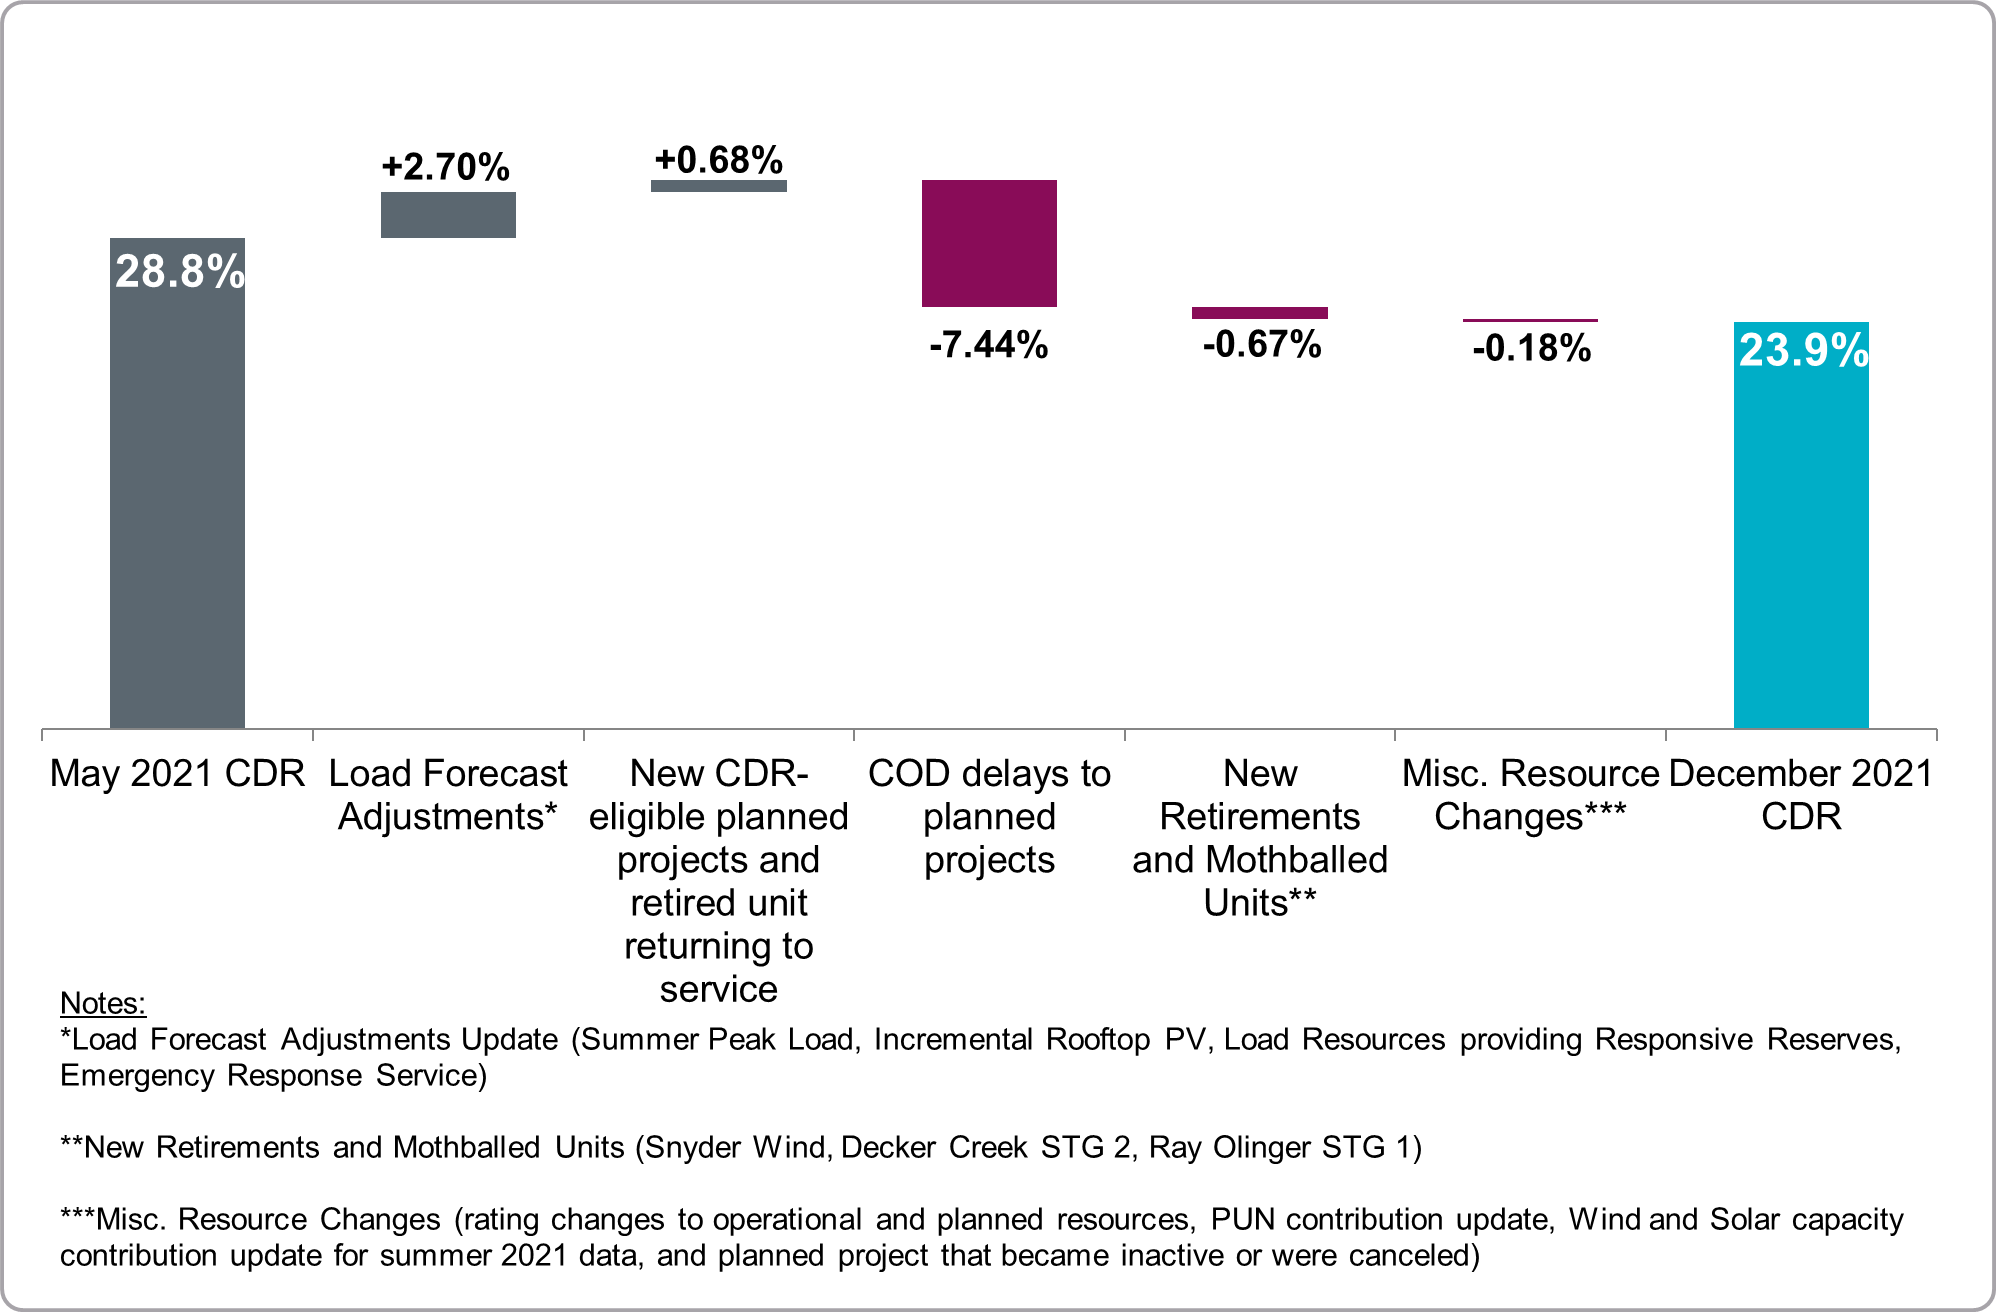 +2.70%
+0.68%
28.8%
-7.44%
-0.67%
-0.18%
23.9%
May 2021 CDR
Load Forecast
Adjustments*
New CDR-
eligible planned
projects and
retired unit
returning to
service
COD delays to
planned
projects
New
Retirements
and Mothballed
Units**
Misc. Resource
Changes***
December 2021
CDR
Notes:
*Load Forecast Adjustments Update (Summer Peak Load, Incremental Rooftop PV, Load Resources providing Responsive Reserves,
Emergency Response Service)
**New Retirements and Mothballed Units (Snyder Wind, Decker Creek STG 2, Ray Olinger STG 1)
***Misc. Resource Changes (rating changes to operational and planned resources, PUN contribution update, Wind and Solar capacity
contribution update for summer 2021 data, and planned project that became inactive or were canceled)